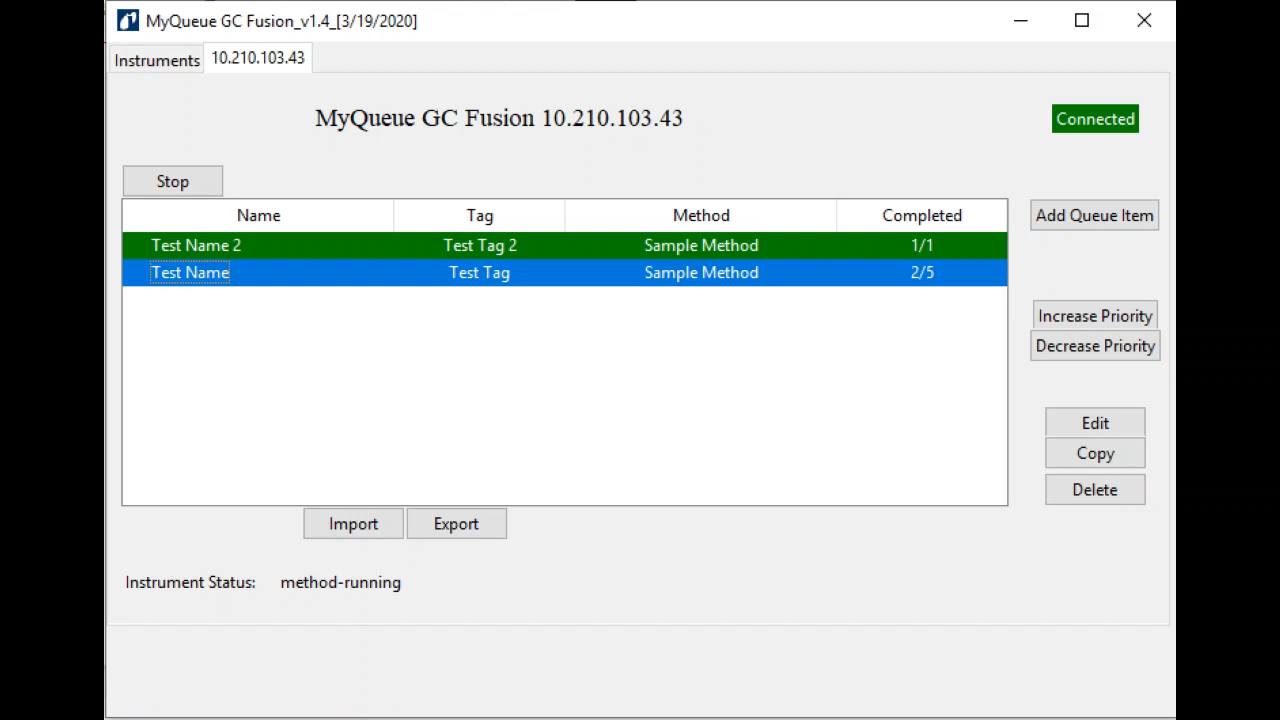 MyQueue GC Fusion_v1.4_[3/19/2020]
Instruments 10.210.103.43
MyQueue GC Fusion 10.210.103.43
Connected
Stop
Name Tag Method Completed
Add Queue Item
Test Name 2 Test Tag 2 Sample Method 1/1
Test Name Test Tag Sample Method 2/5
Increase Priority
Decrease Priority
Edit
Copy
Delete
Import Export
Instrument Status: method-running